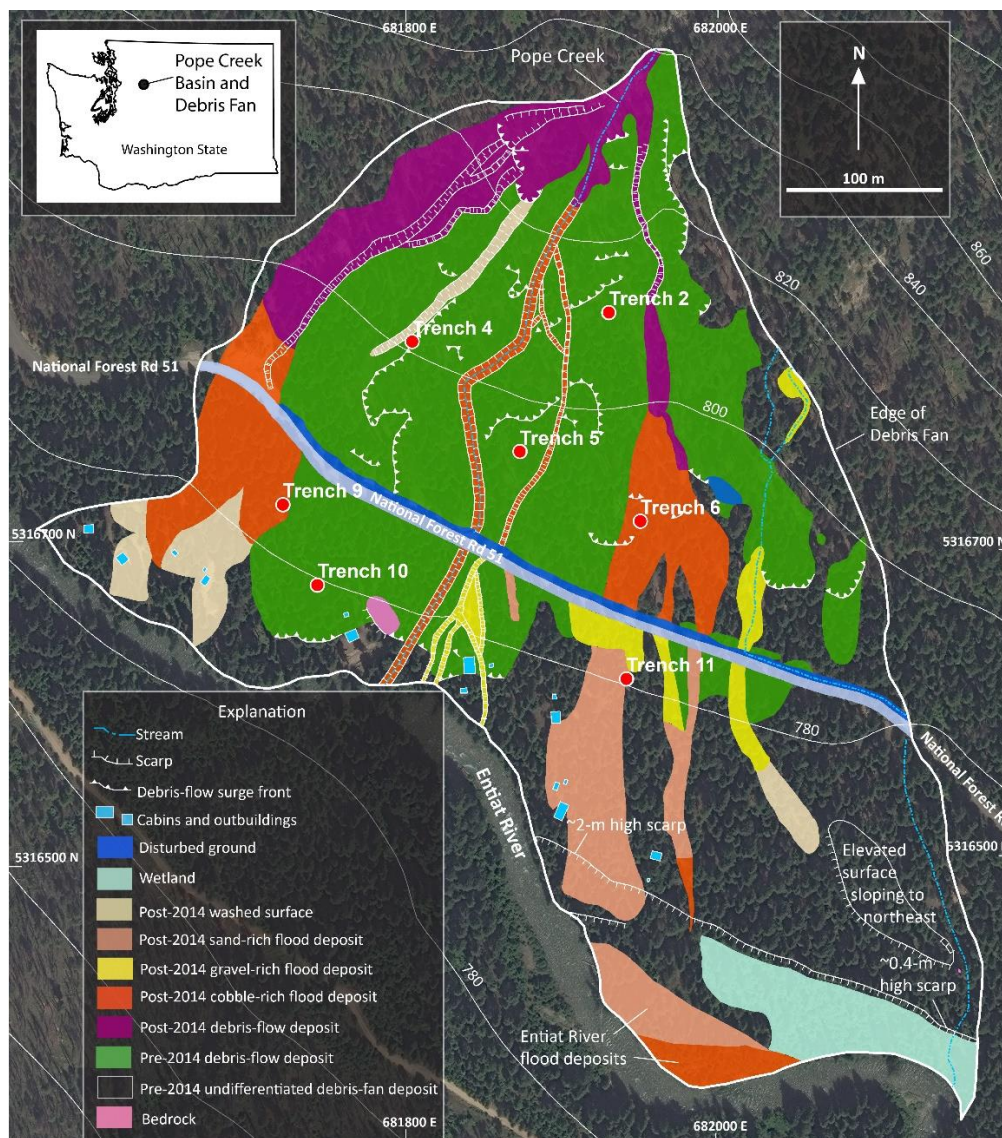 681800 E
682000 E
Pope Creek
Basin and
Debris Fan
Washington State
Pope Creek
N
100 m
860
840
820
800
Trench 2
Trench 4
National Forest Rd 51
Edge of
Debris Fan
Trench 5
Trench 9
National Forest Rd 51
Trench 6
5316700 N
5316700 N
Trench 10
Trench 11
780
National Forest R
Entiat River
~2-m high scarp
5316500 N
5316500 N
Elevated
surface
sloping to
northeast
~0.4-m
high scarp
780
Entiat River
flood deposits
Explanation
Stream
Scarp
Debris-flow surge front
Cabins and outbuildings
Disturbed ground
Wetland
Post-2014 washed surface
Post-2014 sand-rich flood deposit
Post-2014 gravel-rich flood deposit
Post-2014 cobble-rich flood deposit
Post-2014 debris-flow deposit
Pre-2014 debris-flow deposit
Pre-2014 undifferentiated debris-fan deposit
Bedrock
681800 E
682000 E